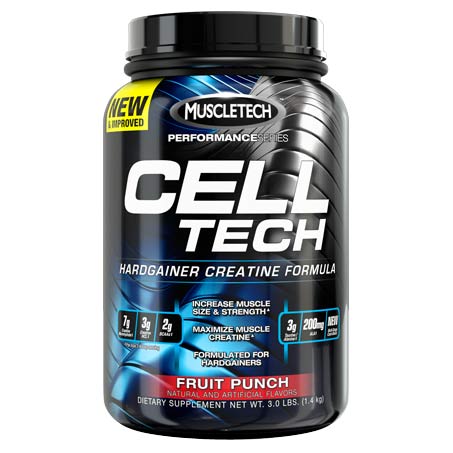 NEW
& IMPROVED
MUSCLETECH
PERFORMANCE SERIES
CELL
TECH
HARDGAINER CREATINE FORMULA
INCREASE MUSCLE
SIZE & STRENGTH*
7g
3g
2g
MAXIMIZE MUSCLE
CREATINE*
3g
200mg
NEW
FORMULATED FOR
HARDGAINERS
FRUIT PUNCH
NATURAL AND ARTIFICIAL FLAVORS
DIETARY SUPPLEMENT NET WT. 3.0 LBS. (1.4 kg)